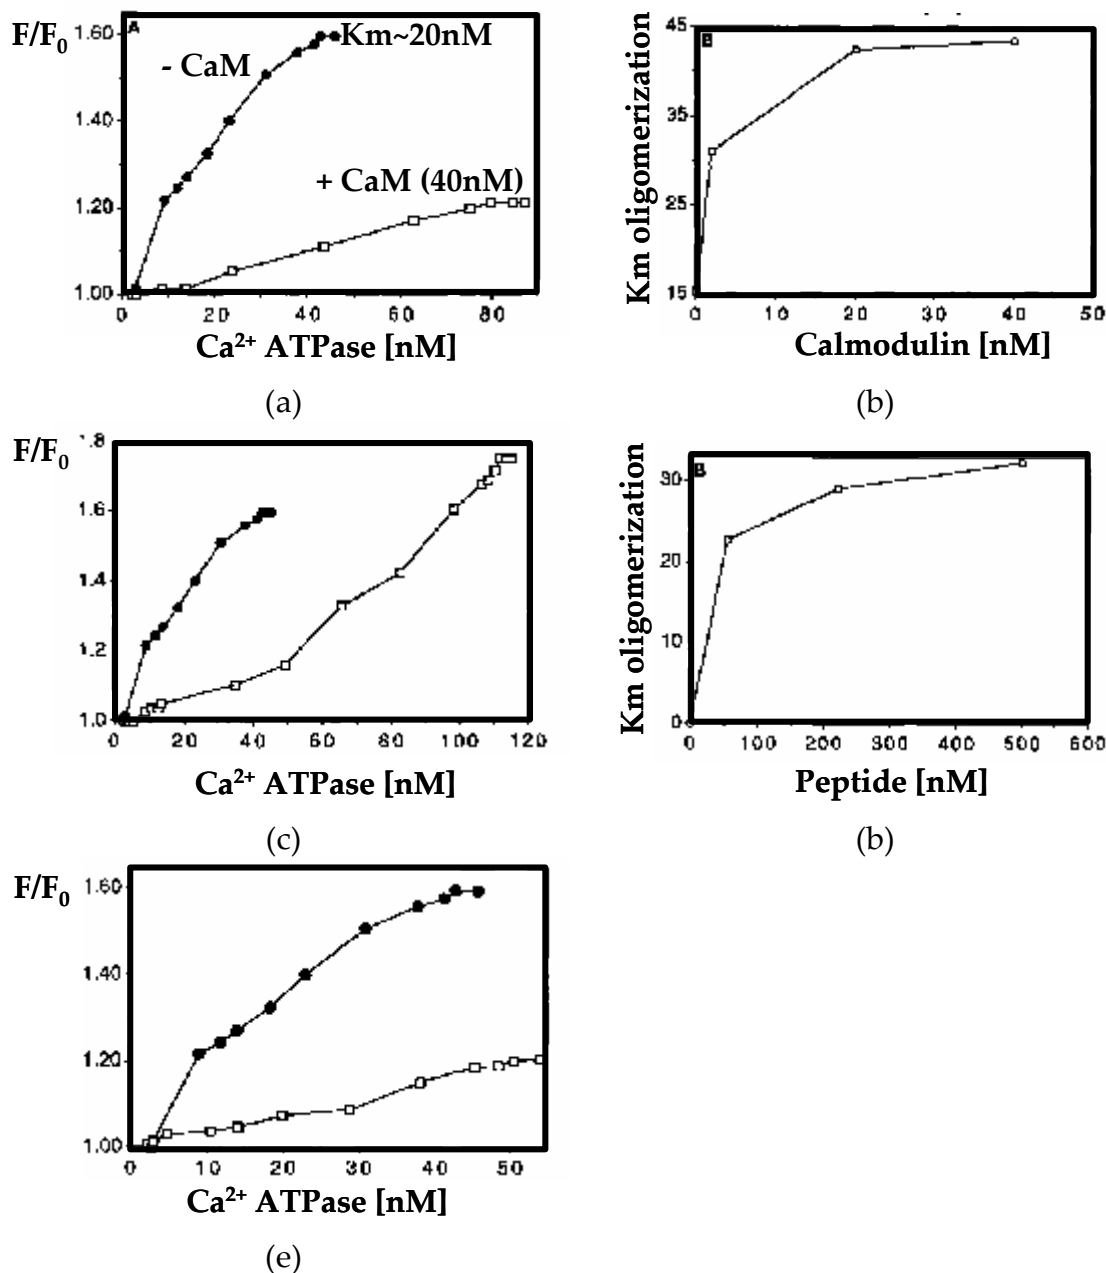 A
F/F0
Km~20nM
- CaM
+ CaM (40nM)
1.60
1.40
1.20
1.00
0 20 40 60 80
Ca2+ ATPase [nM]
(a)
B
Km oligomerization
45
35
25
15
0 10 20 30 40 50
Calmodulin [nM]
(b)
F/F0
1.8
1.6
1.4
1.2
1.0
0 20 40 60 80 100 120
Ca2+ ATPase [nM]
(c)
B
Km oligomerization
30
20
10
0
0 100 200 300 400 500 600
Peptide [nM]
(b)
F/F0
1.60
1.40
1.20
1.00
0 10 20 30 40 50
Ca2+ ATPase [nM]
(e)